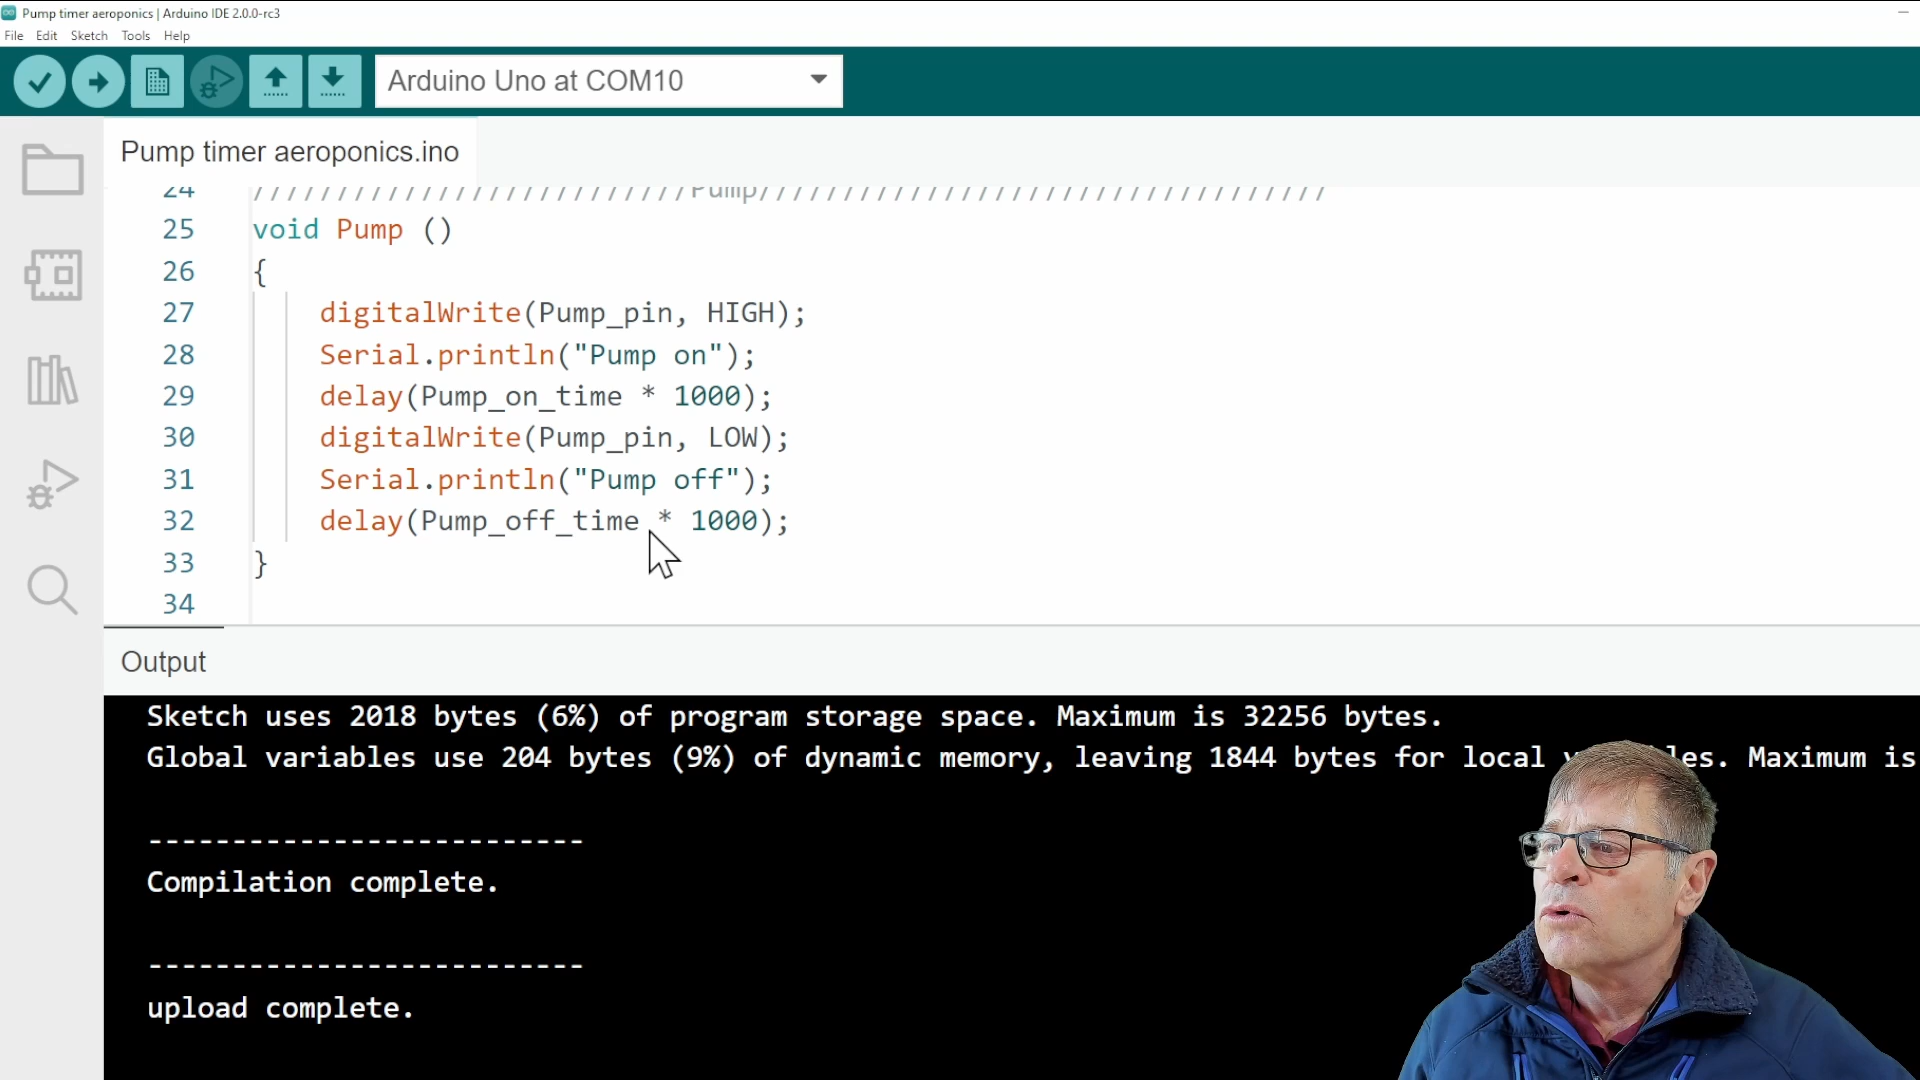 Pump timer aeroponics | Arduino IDE 2.0.0-rc3
File Edit Sketch Tools Help
Arduino Uno at COM10
Pump timer aeroponics.ino
24 //////////////////////////Pump//////////////////////////////////
25 void Pump ()
26 {
27 digitalWrite(Pump_pin, HIGH);
28 Serial.println("Pump on");
29 delay(Pump_on_time * 1000);
30 digitalWrite(Pump_pin, LOW);
31 Serial.println("Pump off");
32 delay(Pump_off_time * 1000);
33 }
34
Output
Sketch uses 2018 bytes (6%) of program storage space. Maximum is 32256 bytes.
Global variables use 204 bytes (9%) of dynamic memory, leaving 1844 bytes for local Maximum is
--------------------------
Compilation complete.
--------------------------
upload complete.